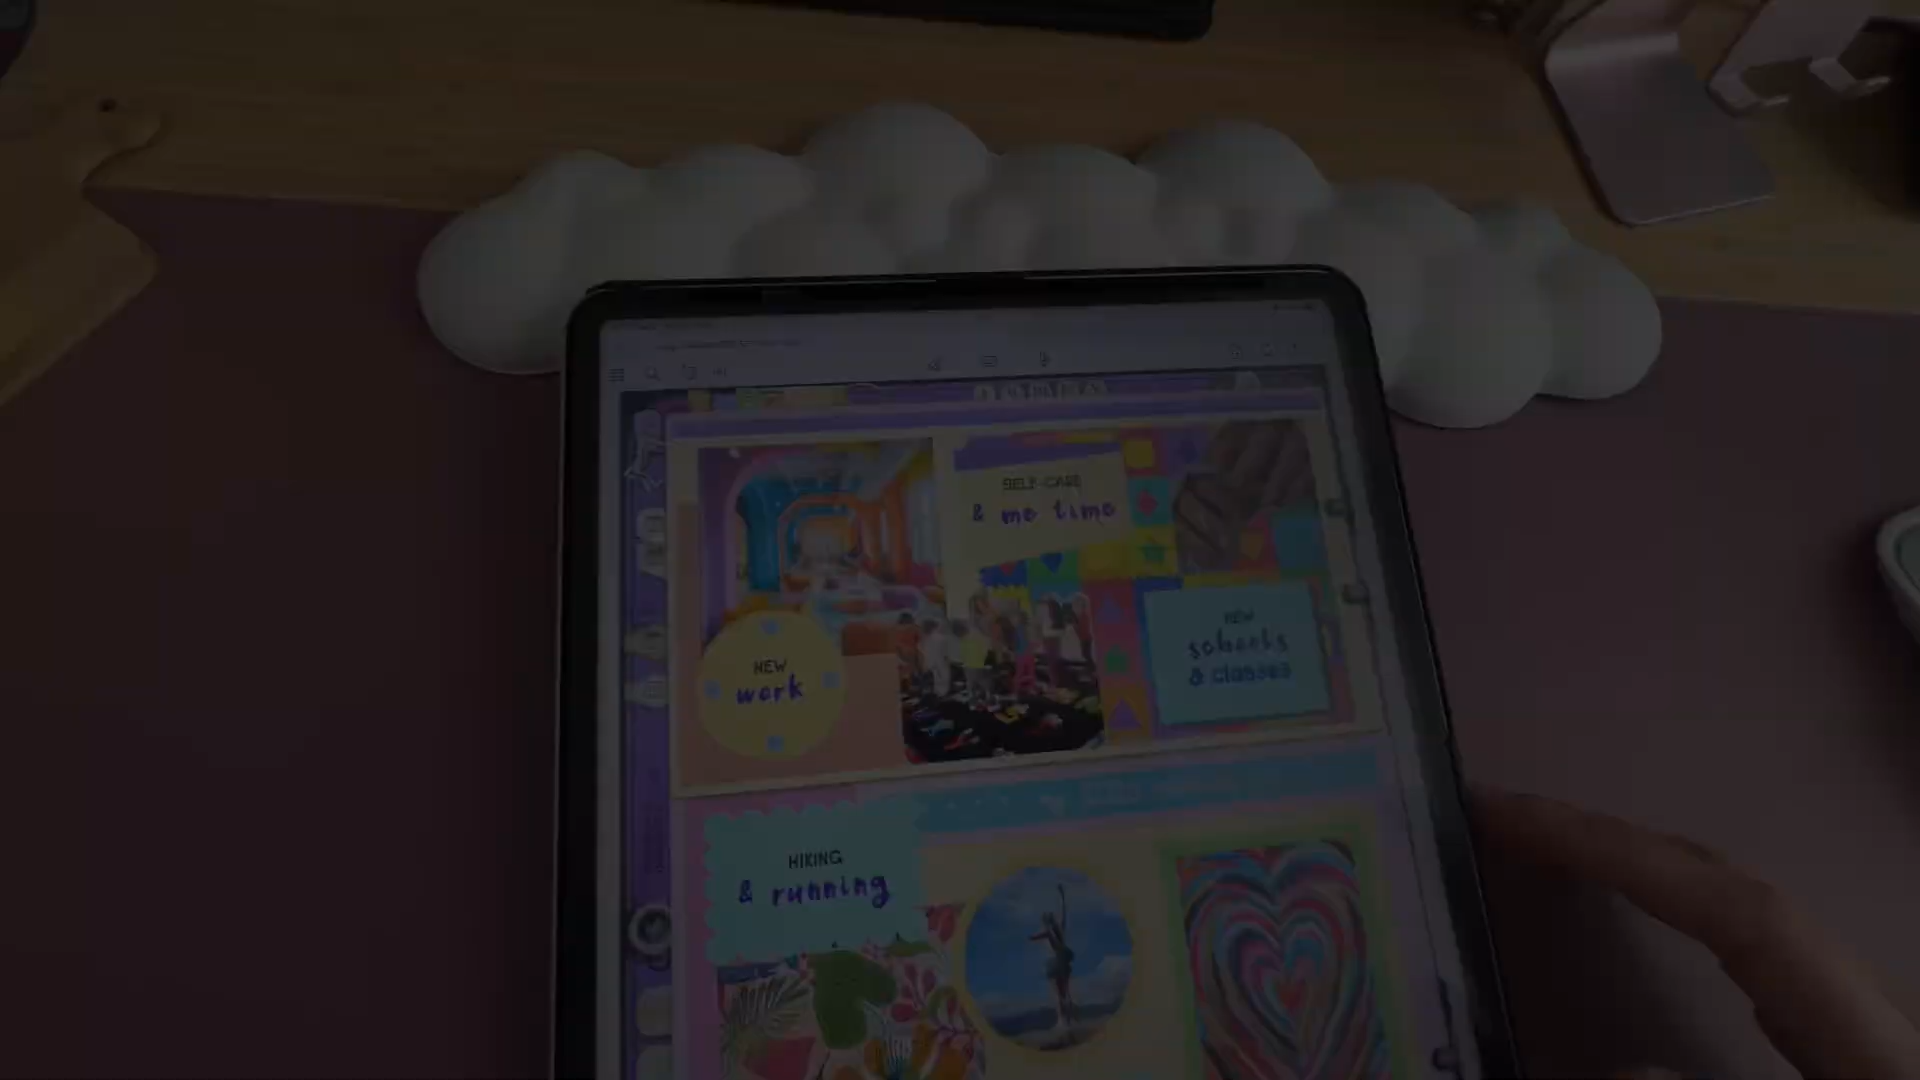 SELF-CARE
& me time
NEW
work
NEW
schools
& classes
HIKING
& running